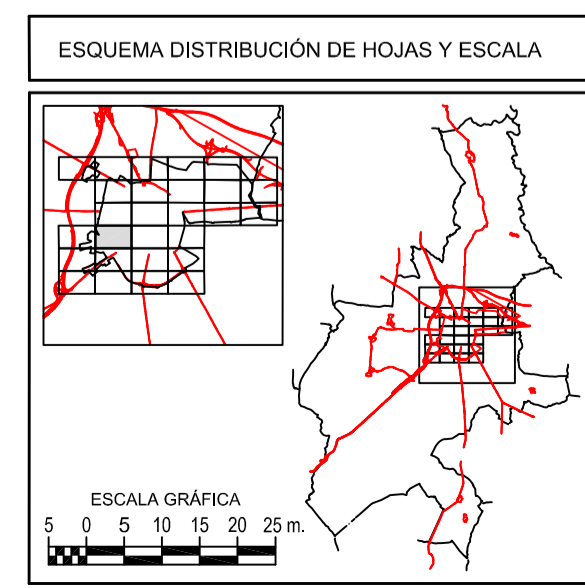 ESQUEMA DISTRIBUCIÓN DE HOJAS Y ESCALA
ESCALA GRÁFICA
5 0 5 10 15 20 25 m.